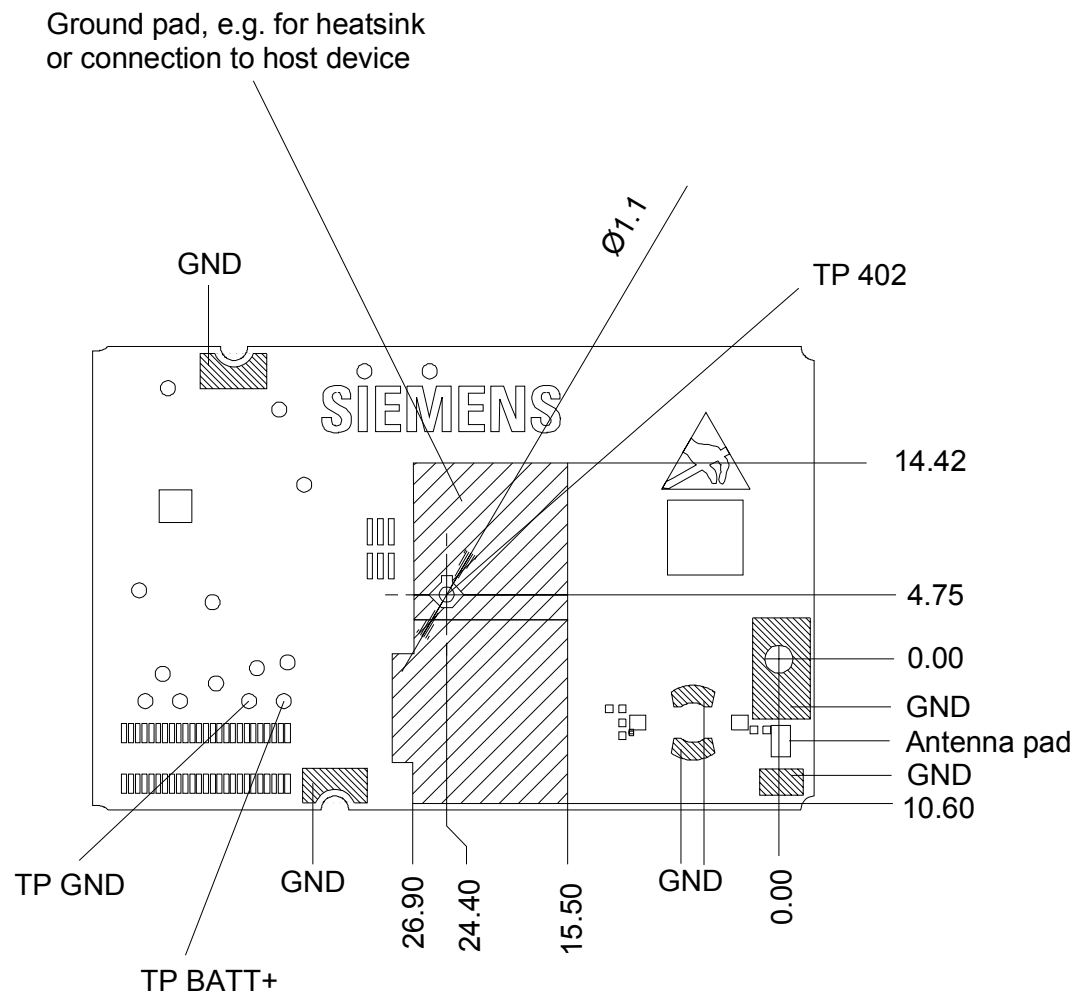 Ground pad, e.g. for heatsink
or connection to host device
Ø1.1
GND
TP 402
SIEMENS
14.42
4.75
0.00
GND
Antenna pad
GND
10.60
TP GND
GND
26.90
24.40
15.50
GND
0.00
TP BATT+